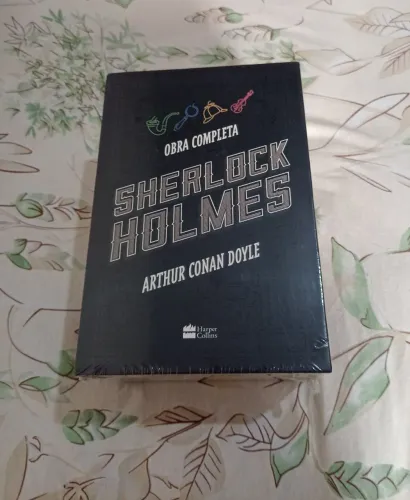 OBRA COMPLETA
SHERLOCK
HOLMES
ARTHUR CONAN DOYLE
Harper
Collins